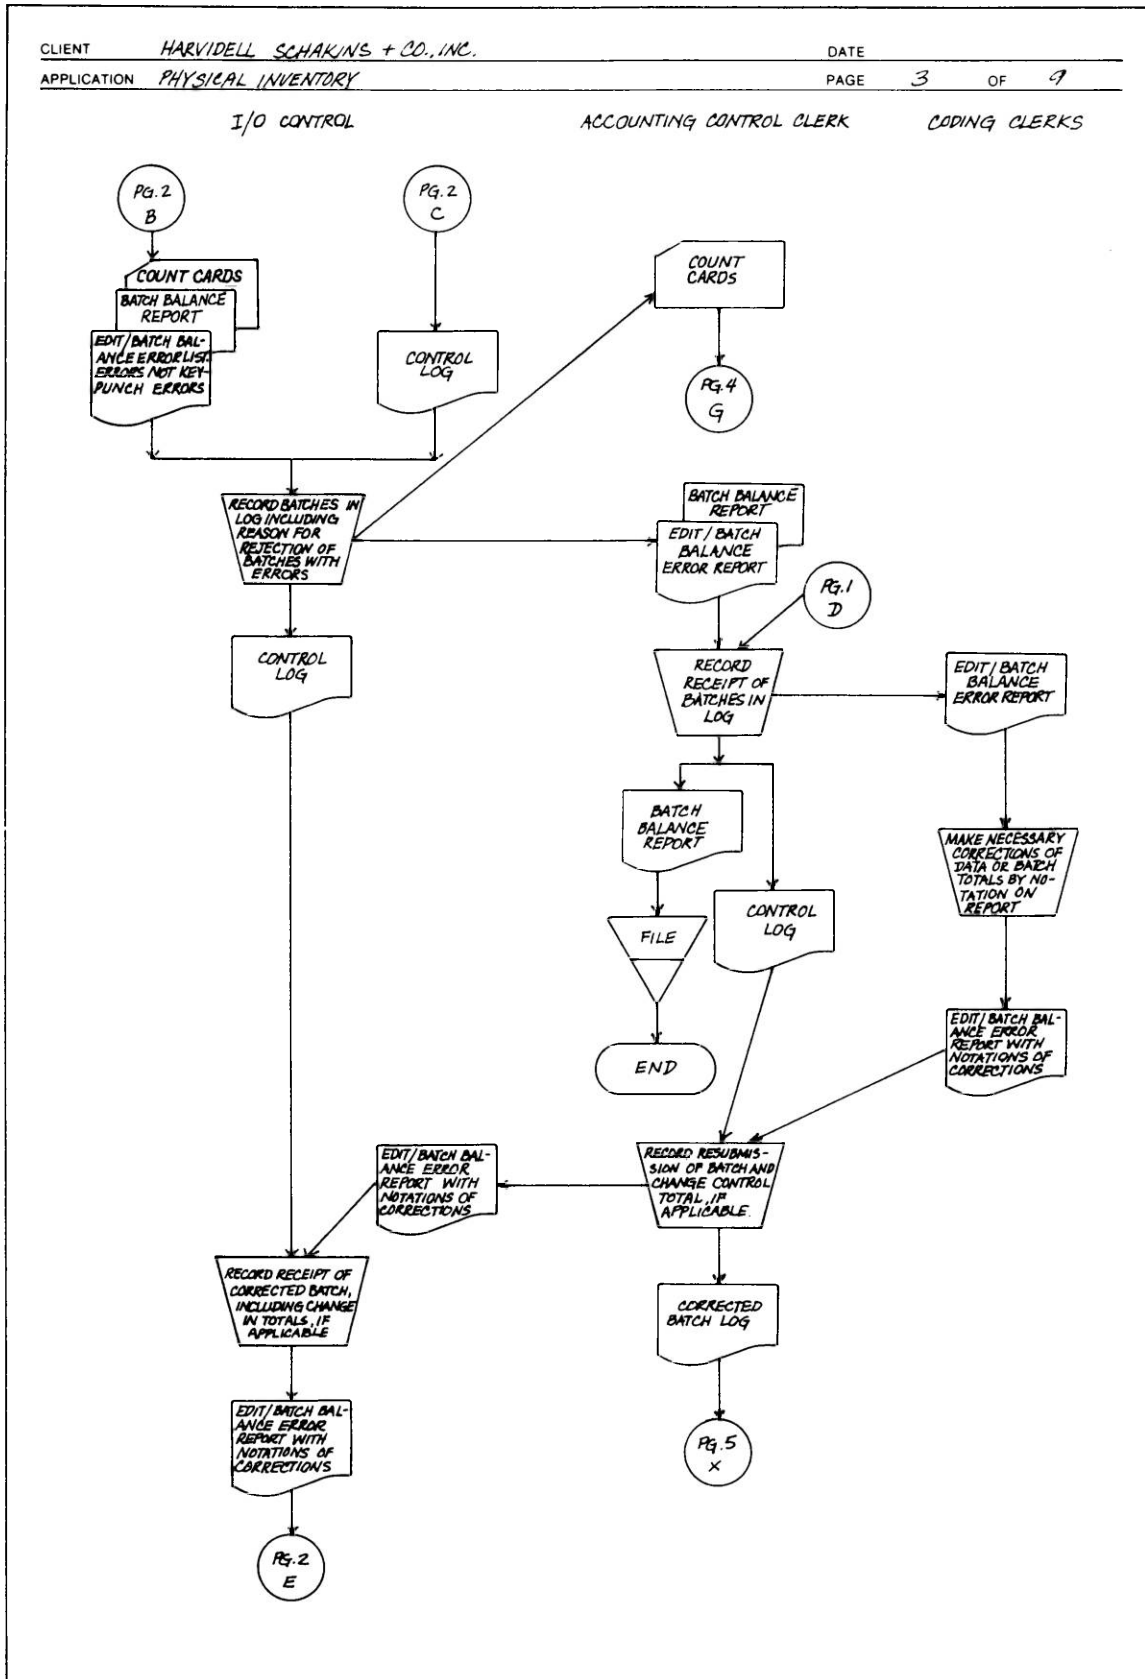 CLIENT HARVIDELL SCHAKINS + CO., INC. DATE
APPLICATION PHYSICAL INVENTORY PAGE 3 OF 9
I/O CONTROL ACCOUNTING CONTROL CLERK CODING CLERKS
PG. 2
B
PG. 2
C
COUNT CARDS
BATCH BALANCE
REPORT
EDIT/BATCH BAL-
ANCE ERROR LIST.
ERRORS NOT KEY-
PUNCH ERRORS
CONTROL
LOG
COUNT
CARDS
PG. 4
G
RECORD BATCHES IN
LOG INCLUDING
REASON FOR
REJECTION OF
BATCHES WITH
ERRORS
BATCH BALANCE
REPORT
EDIT/BATCH
BALANCE
ERROR REPORT
PG. 1
D
CONTROL
LOG
RECORD
RECEIPT OF
BATCHES IN
LOG
EDIT/BATCH
BALANCE
ERROR REPORT
BATCH
BALANCE
REPORT
CONTROL
LOG
MAKE NECESSARY
CORRECTIONS OF
DATA OR BATCH
TOTALS BY NO-
TATION ON
REPORT
FILE
END
EDIT/BATCH BAL-
ANCE ERROR
REPORT WITH
NOTATIONS OF
CORRECTIONS
RECORD RESUBMIS-
SION OF BATCH AND
CHANGE CONTROL
TOTAL, IF
APPLICABLE.
EDIT/BATCH BAL-
ANCE ERROR
REPORT WITH
NOTATIONS OF
CORRECTIONS
RECORD RECEIPT OF
CORRECTED BATCH,
INCLUDING CHANGE
IN TOTALS, IF
APPLICABLE
CORRECTED
BATCH LOG
EDIT/BATCH BAL-
ANCE ERROR
REPORT WITH
NOTATIONS OF
CORRECTIONS
PG. 5
X
PG. 2
E